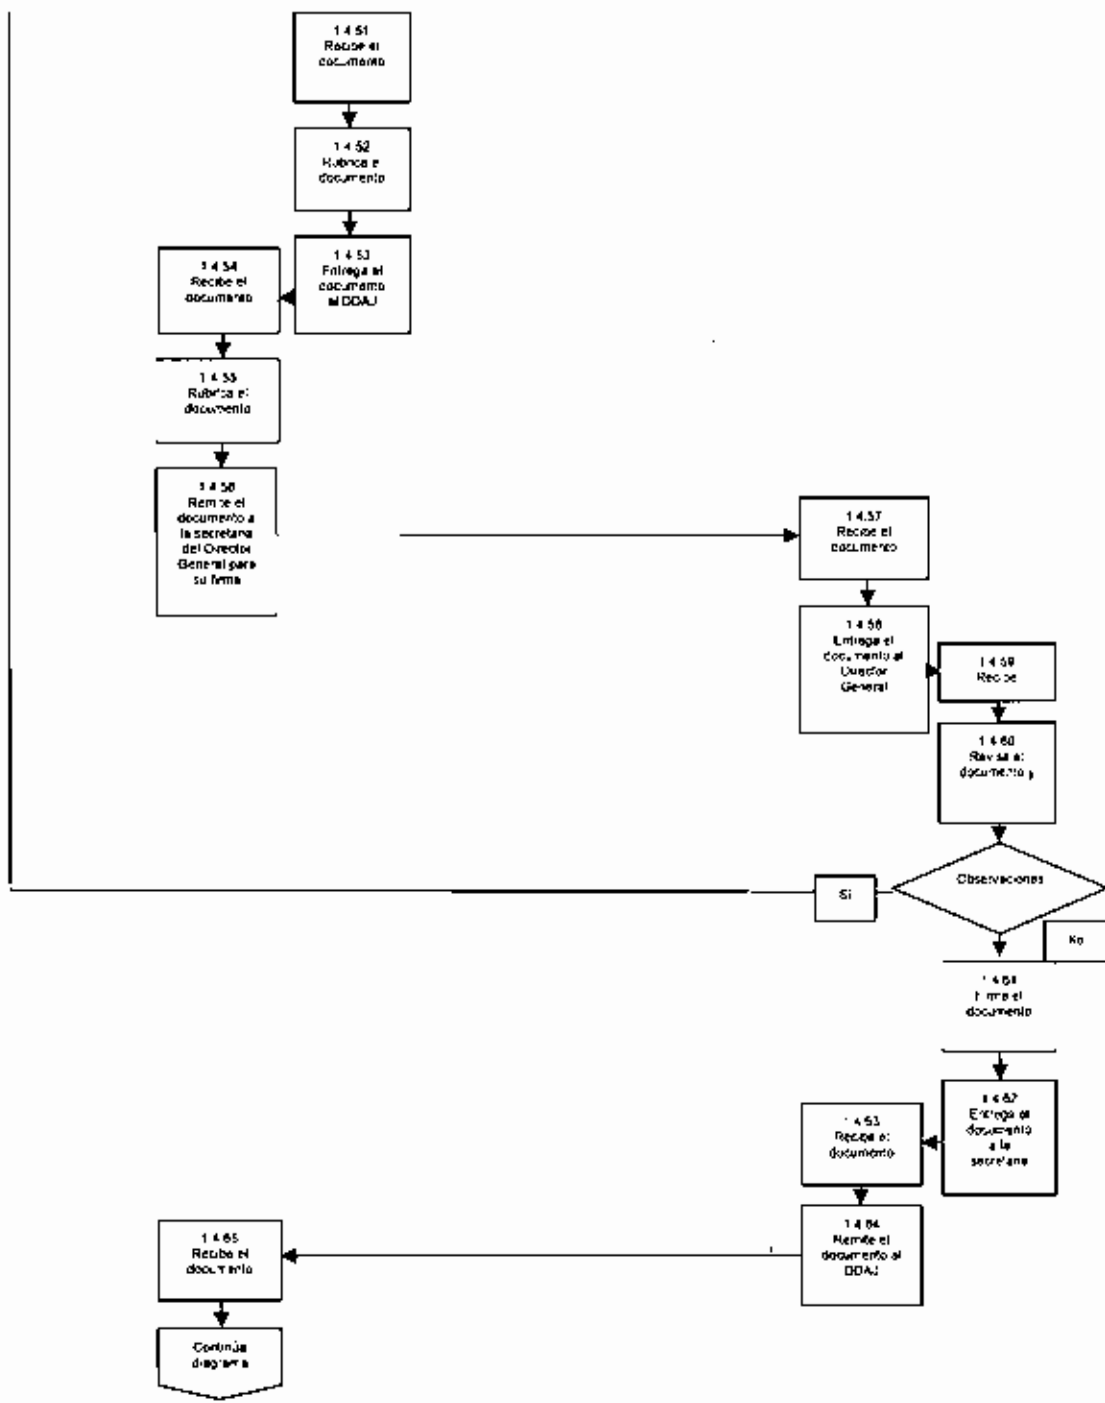 1.4.51
Recibe el
documento
1.4.52
Rubrica el
documento
1.4.53
Entrega el
documento
al DDAJ
1.4.54
Recibe el
documento
1.4.55
Rubrica el
documento
1.4.56
Remite el
documento a
la secretaria
del Director
General para
su firma
1.4.57
Recibe el
documento
1.4.58
Entrega el
documento al
Director
General
1.4.59
Recibe
1.4.60
Revisa el
documento y
Observaciones
Si
No
1.4.61
Firma el
documento
1.4.62
Entrega el
documento
a la
secretaria
1.4.63
Recibe el
documento
1.4.64
Remite el
documento al
DDAJ
1.4.65
Recibe el
documento
Continúa
diagrama